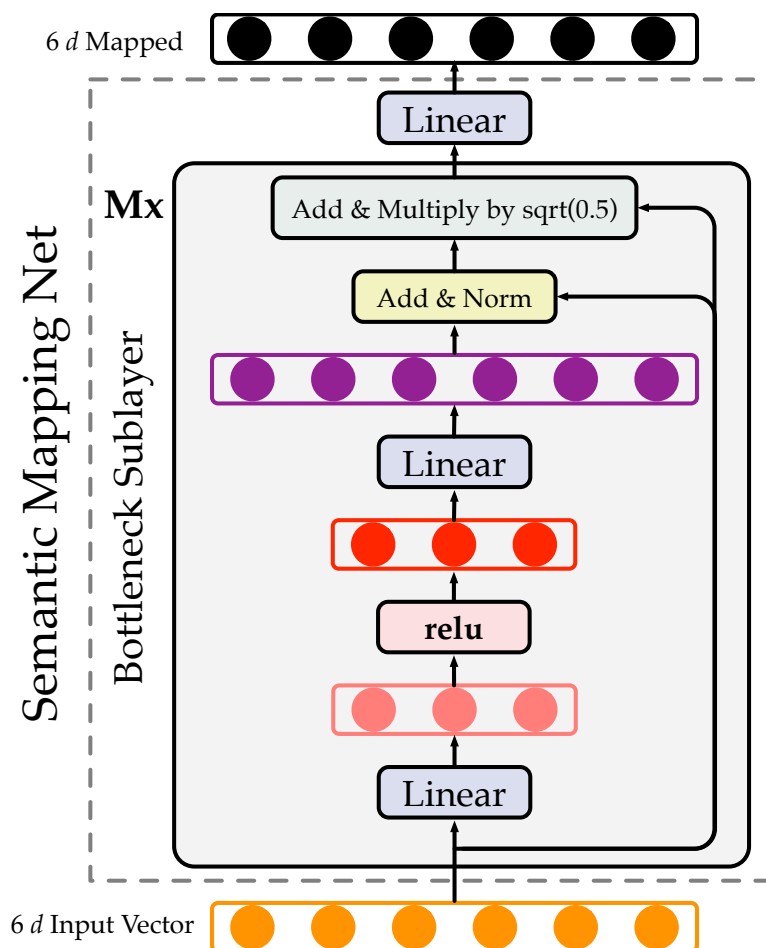 6 d Mapped
Linear
Mx
Add & Multiply by sqrt(0.5)
Add & Norm
Semantic Mapping Net
Bottleneck Sublayer
Linear
relu
Linear
6 d Input Vector